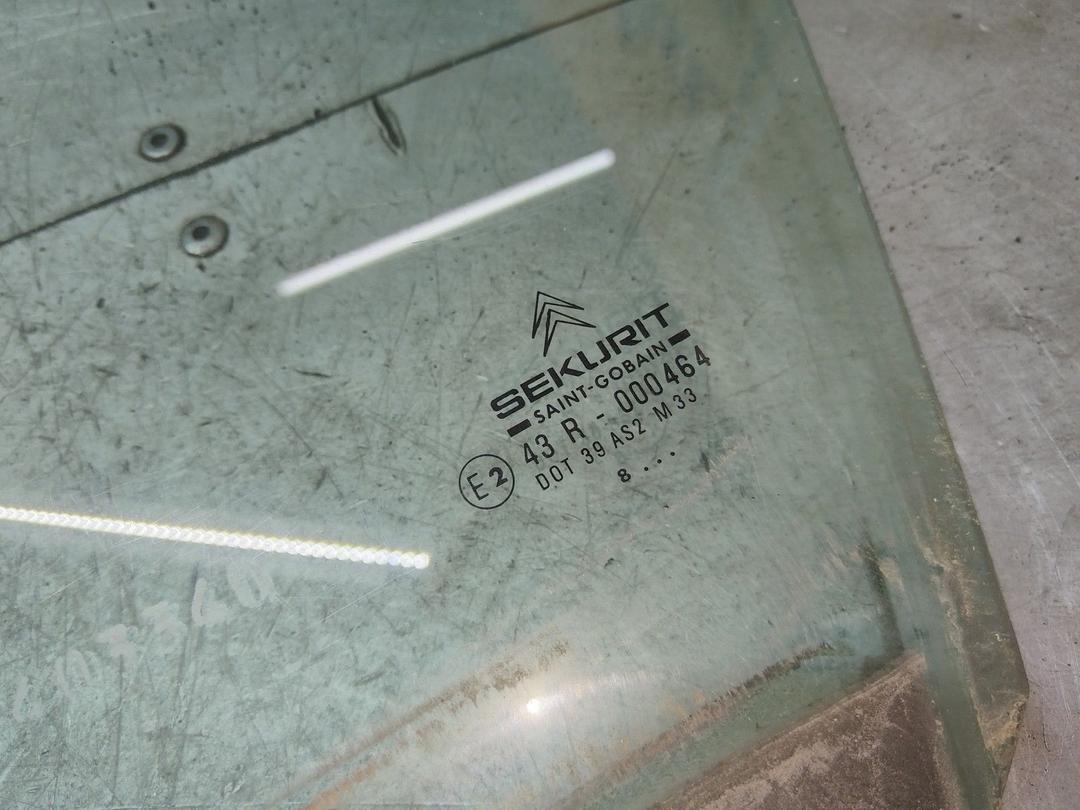 SEKURIT
SAINT-GOBAIN
43 R - 000464
E2
DOT 39 AS2 M33
8 ...